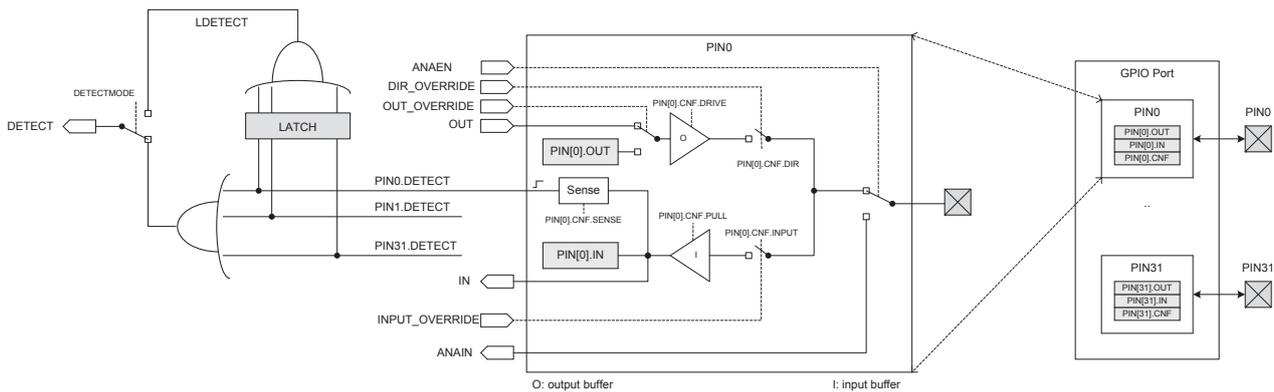 LDETECT
DETECTMODE
DETECT
LATCH
PIN0.DETECT
PIN1.DETECT
PIN31.DETECT
PIN0
ANAEN
DIR_OVERRIDE
OUT_OVERRIDE
OUT
PIN[0].OUT
PIN[0].CNF.DRIVE
O
PIN[0].CNF.DIR
Sense
PIN[0].CNF.SENSE
PIN[0].CNF.PULL
PIN[0].CNF.INPUT
PIN[0].IN
I
IN
INPUT_OVERRIDE
ANAIN
O: output buffer
I: input buffer
GPIO Port
PIN0
PIN[0].OUT
PIN[0].IN
PIN[0].CNF
PIN0
..
PIN31
PIN[31].OUT
PIN[31].IN
PIN[31].CNF
PIN31